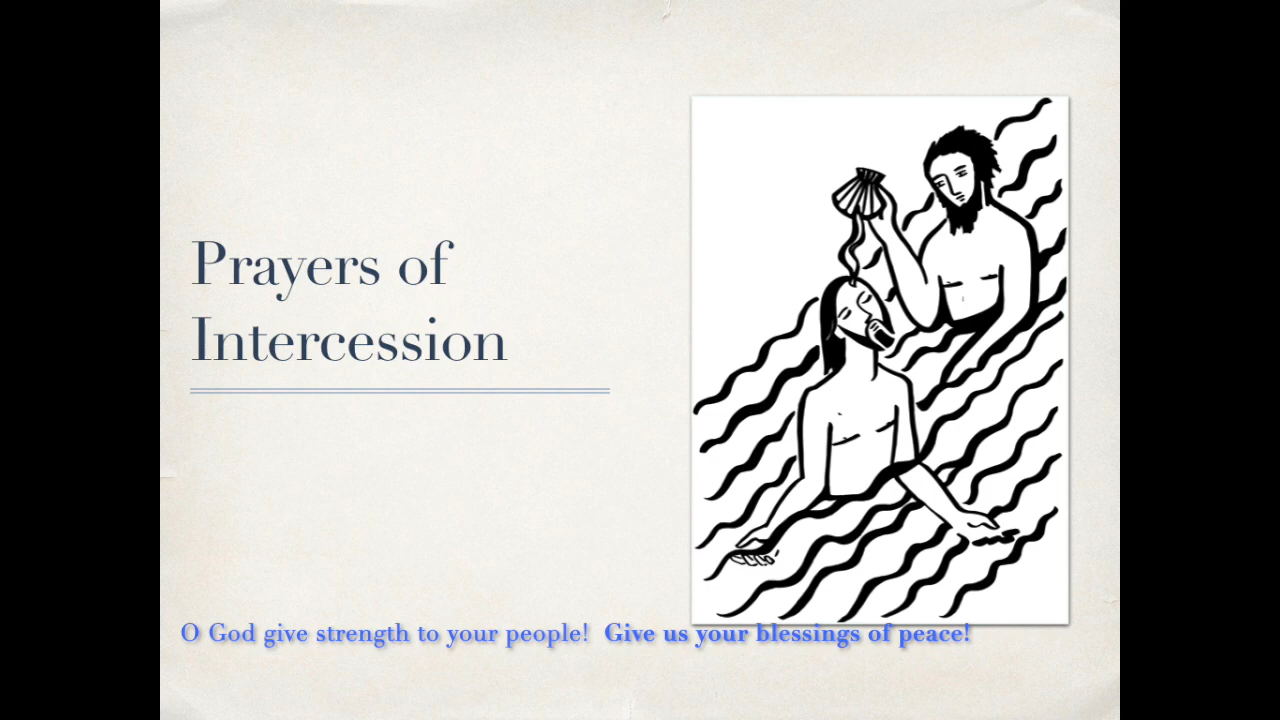 Prayers of
Intercession
O God give strength to your people! Give us your blessings of peace!